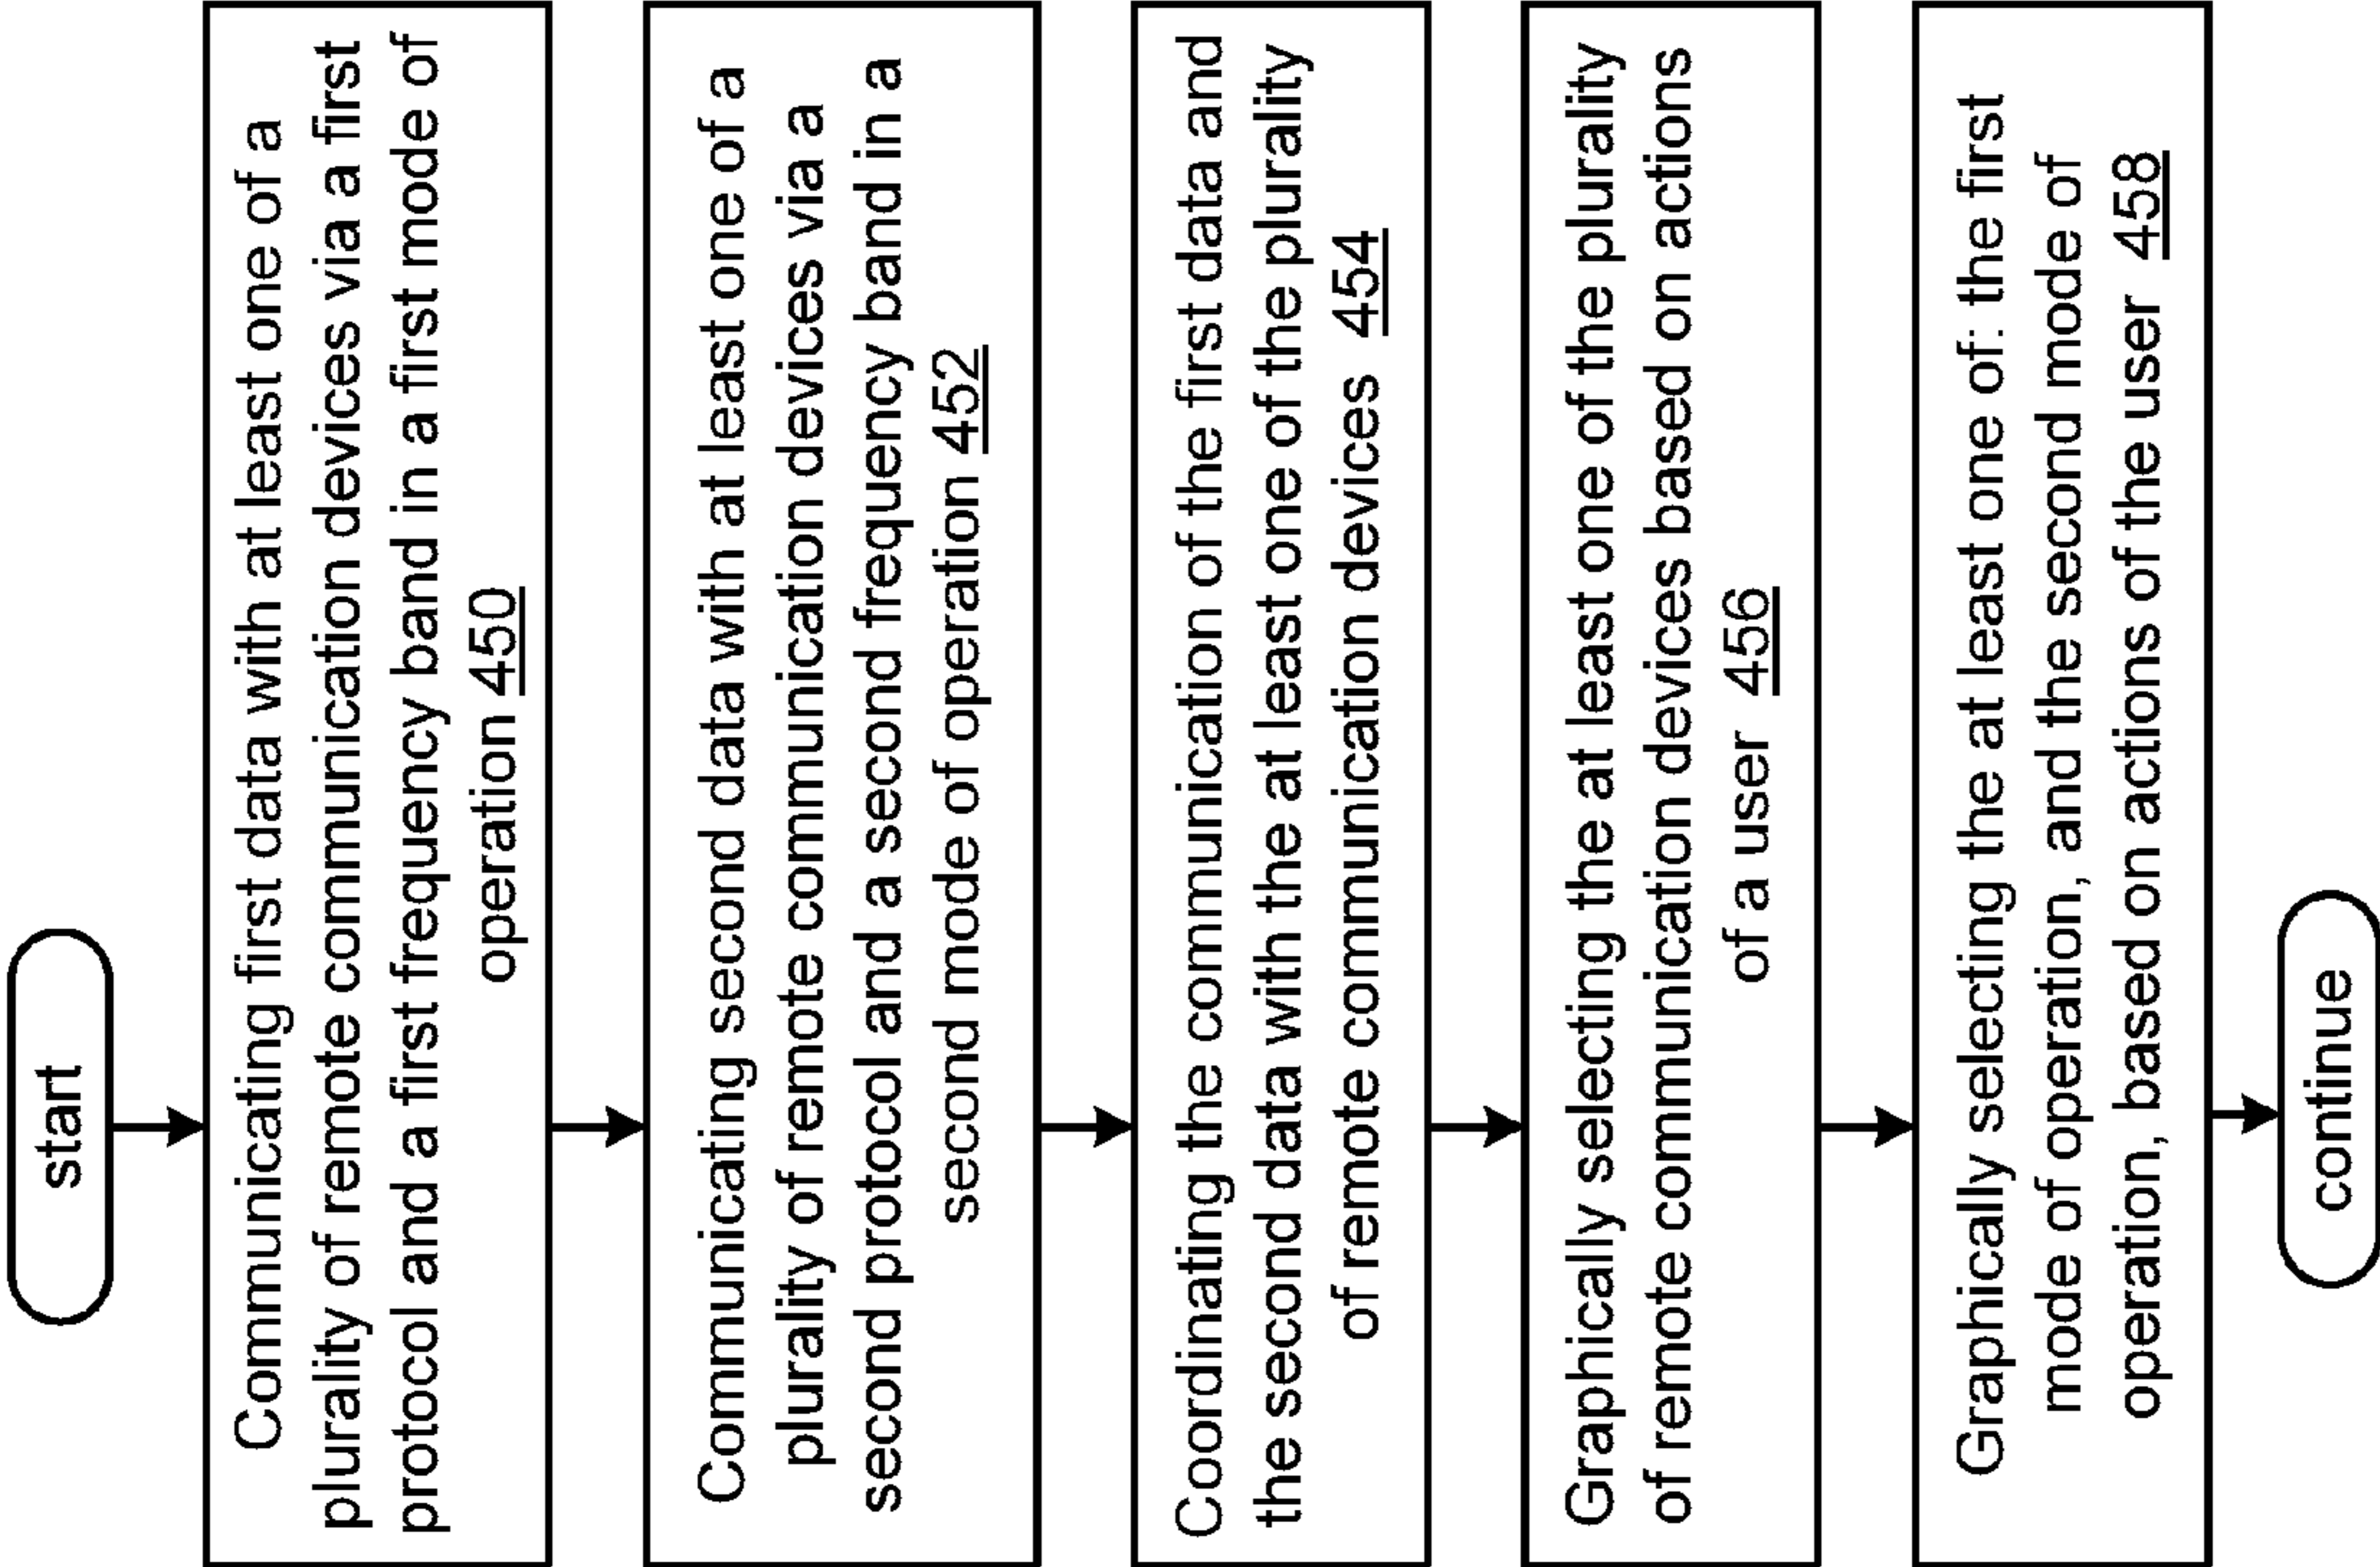 start
Communicating first data with at least one of a
plurality of remote communication devices via a first
protocol and a first frequency band in a first mode of
operation 450
Communicating second data with at least one of a
plurality of remote communication devices via a
second protocol and a second frequency band in a
second mode of operation 452
Coordinating the communication of the first data and
the second data with the at least one of the plurality
of remote communication devices 454
Graphically selecting the at least one of the plurality
of remote communication devices based on actions
of a user 456
Graphically selecting the at least one of: the first
mode of operation, and the second mode of
operation, based on actions of the user 458
continue